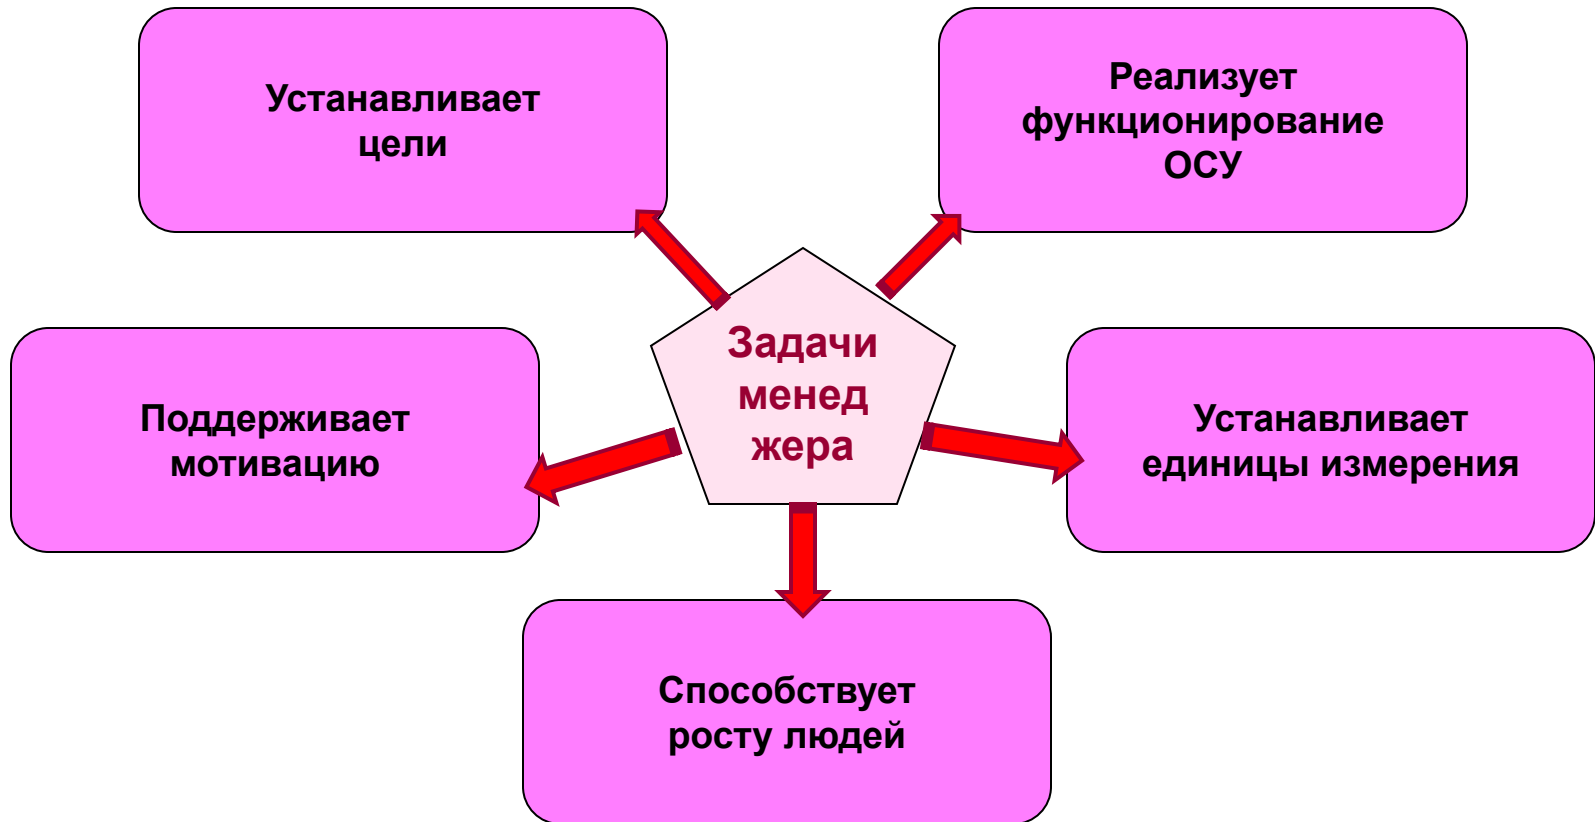 Устанавливает
цели
Реализует
функционирование
ОСУ
Задачи
менед
жера
Поддерживает
мотивацию
Устанавливает
единицы измерения
Способствует
росту людей